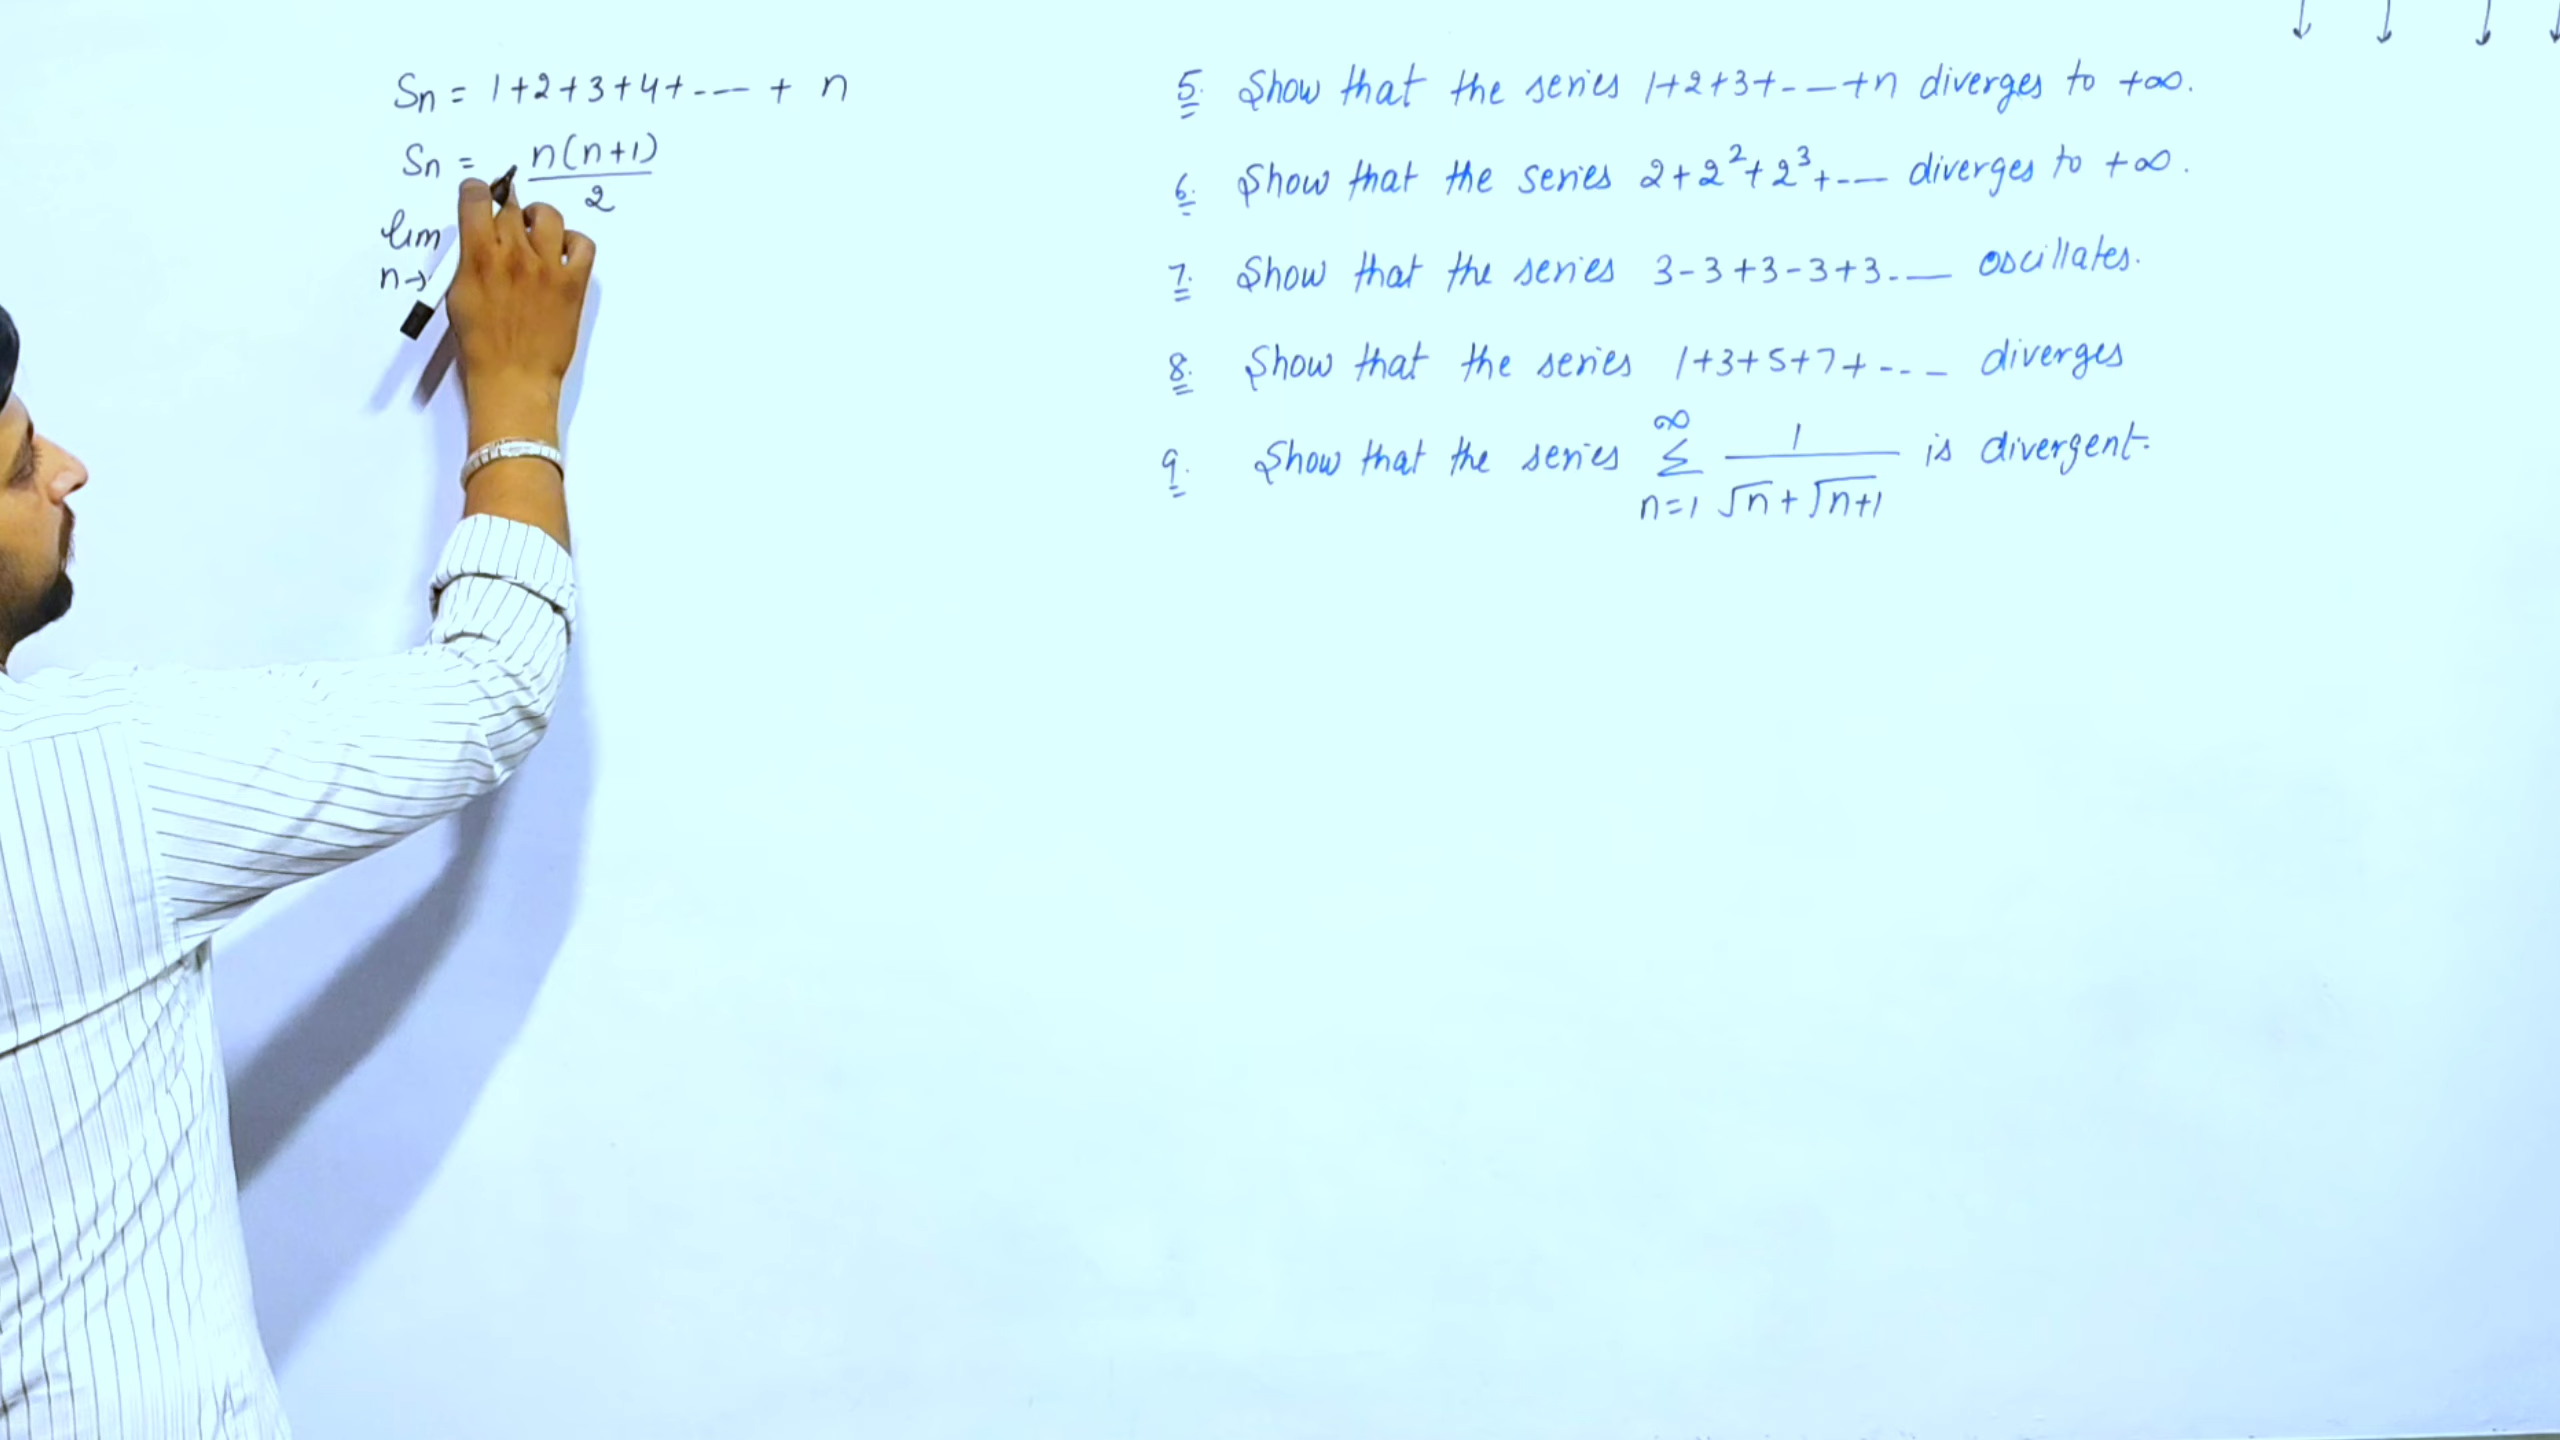 Sn = 1+2+3+4+---- + n
Sn = n(n+1)/2
lim
n→
5. Show that the series 1+2+3+---+n diverges to +∞.
6. Show that the series 2+2²+2³+--- diverges to +∞.
7. Show that the series 3-3+3-3+3--- oscillates.
8. Show that the series 1+3+5+7+--- diverges
9. Show that the series ∞ Σ n=1 1/(√n+√n+1) is divergent.